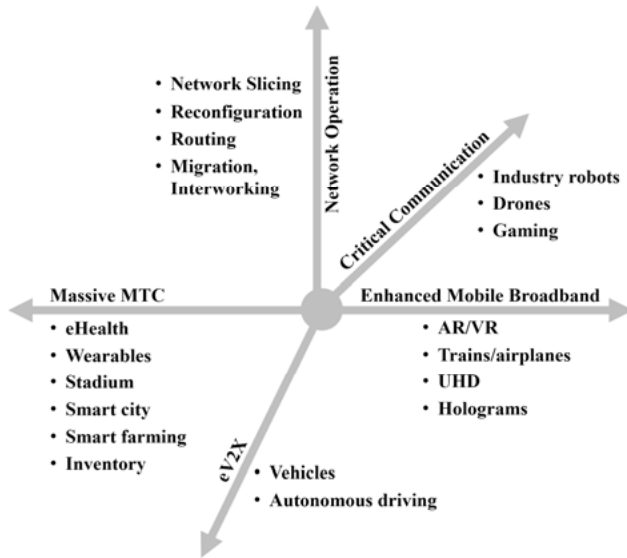 • Network Slicing
• Reconfiguration
• Routing
• Migration,
Interworking
Network Operation
Critical Communication
• Industry robots
• Drones
• Gaming
Massive MTC
• eHealth
• Wearables
• Stadium
• Smart city
• Smart farming
• Inventory
Enhanced Mobile Broadband
• AR/VR
• Trains/airplanes
• UHD
• Holograms
eV2X
• Vehicles
• Autonomous driving